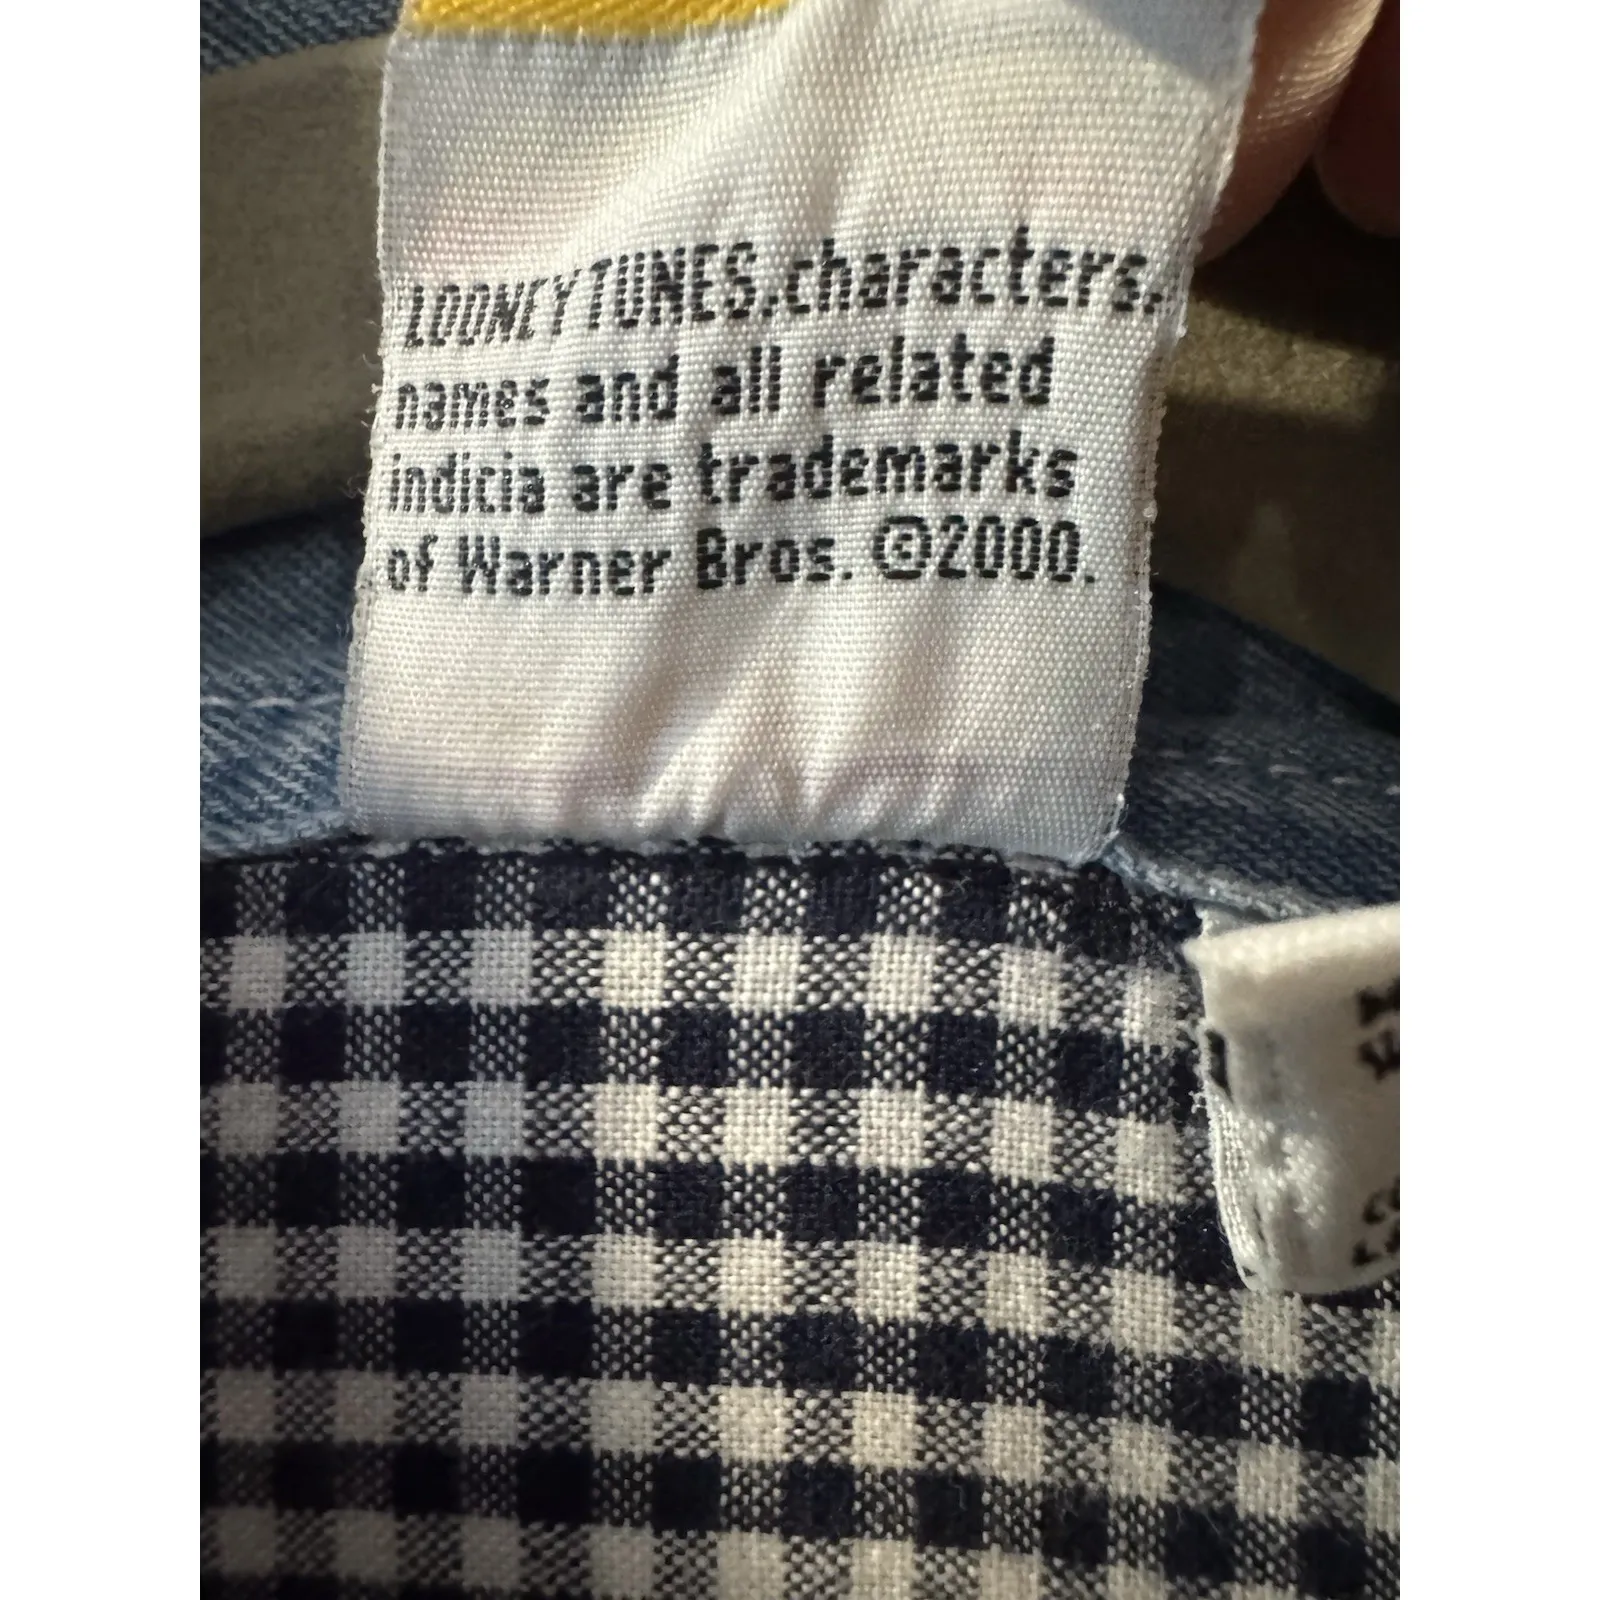 LOONEY TUNES, characters,
names and all related
indicia are trademarks
of Warner Bros. ©2000.